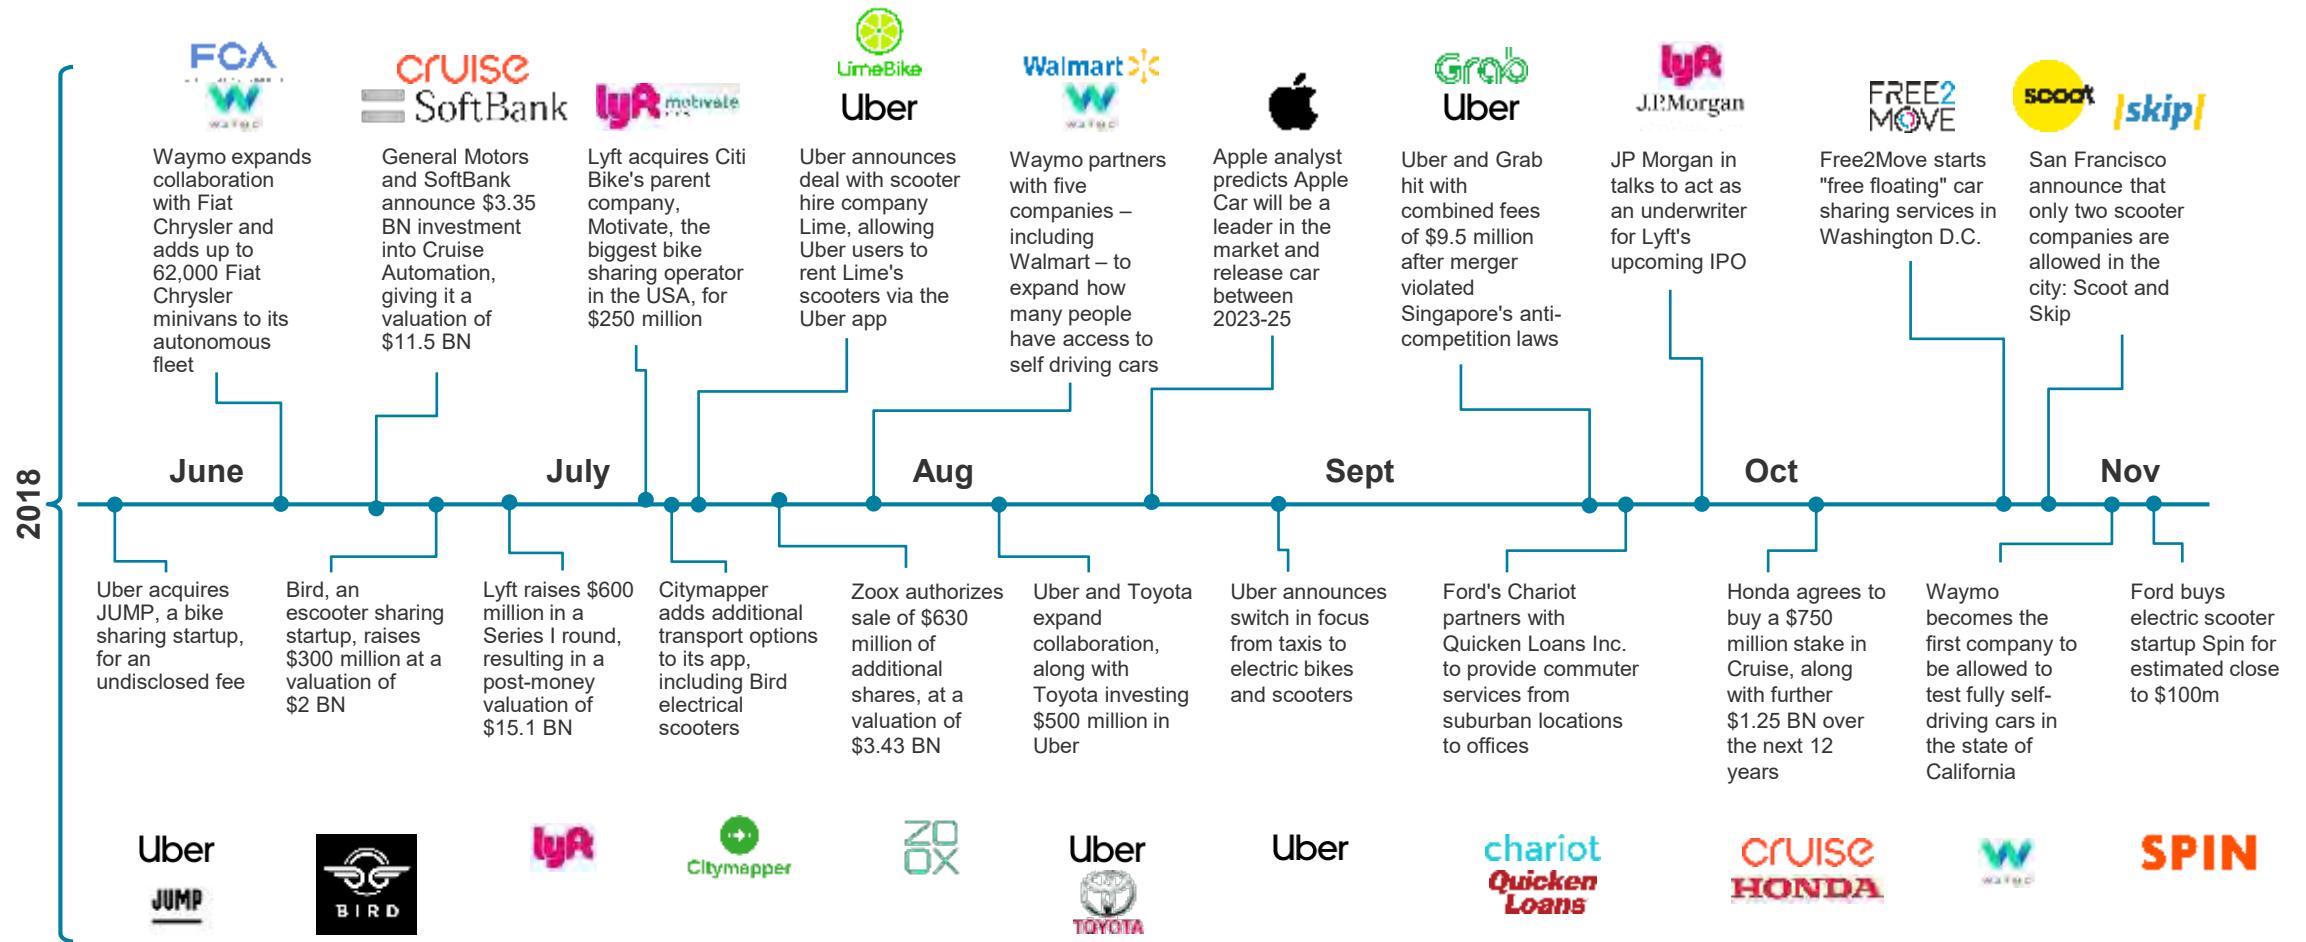 FCA
WAYMO
cruise
SoftBank
lyft
motivate
LimeBike
Uber
Walmart
WAYMO
Grab
Uber
lyft
J.P.Morgan
FREE2
MOVE
scoot
|skip|
Waymo expands
collaboration
with Fiat
Chrysler and
adds up to
62,000 Fiat
Chrysler
minivans to its
autonomous
fleet
General Motors
and SoftBank
announce $3.35
BN investment
into Cruise
Automation,
giving it a
valuation of
$11.5 BN
Lyft acquires Citi
Bike's parent
company,
Motivate, the
biggest bike
sharing operator
in the USA, for
$250 million
Uber announces
deal with scooter
hire company
Lime, allowing
Uber users to
rent Lime's
scooters via the
Uber app
Waymo partners
with five
companies –
including
Walmart – to
expand how
many people
have access to
self driving cars
Apple analyst
predicts Apple
Car will be a
leader in the
market and
release car
between
2023-25
Uber and Grab
hit with
combined fees
of $9.5 million
after merger
violated
Singapore's anti-
competition laws
JP Morgan in
talks to act as
an underwriter
for Lyft's
upcoming IPO
Free2Move starts
"free floating" car
sharing services in
Washington D.C.
San Francisco
announce that
only two scooter
companies are
allowed in the
city: Scoot and
Skip
2018
June
July
Aug
Sept
Oct
Nov
Uber acquires
JUMP, a bike
sharing startup,
for an
undisclosed fee
Bird, an
escooter sharing
startup, raises
$300 million at a
valuation of
$2 BN
Lyft raises $600
million in a
Series I round,
resulting in a
post-money
valuation of
$15.1 BN
Citymapper
adds additional
transport options
to its app,
including Bird
electrical
scooters
Zoox authorizes
sale of $630
million of
additional
shares, at a
valuation of
$3.43 BN
Uber and Toyota
expand
collaboration,
along with
Toyota investing
$500 million in
Uber
Uber announces
switch in focus
from taxis to
electric bikes
and scooters
Ford's Chariot
partners with
Quicken Loans Inc.
to provide commuter
services from
suburban locations
to offices
Honda agrees to
buy a $750
million stake in
Cruise, along
with further
$1.25 BN over
the next 12
years
Waymo
becomes the
first company to
be allowed to
test fully self-
driving cars in
the state of
California
Ford buys
electric scooter
startup Spin for
estimated close
to $100m
Uber
JUMP
BIRD
lyft
Citymapper
ZO
OX
Uber
TOYOTA
Uber
chariot
Quicken
Loans
cruise
HONDA
WAYMO
SPIN